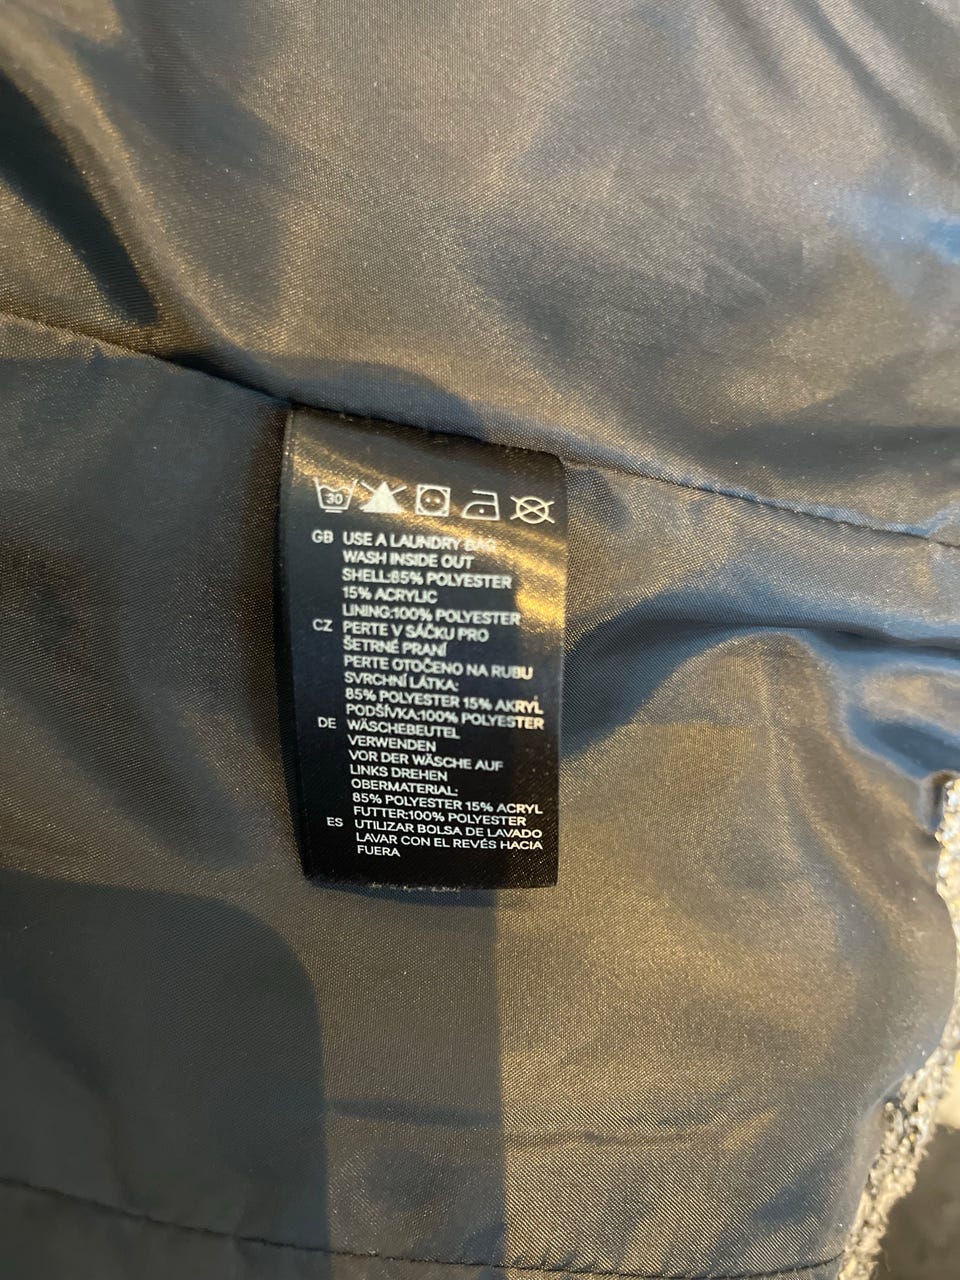 30
GB USE A LAUNDRY BAG
WASH INSIDE OUT
SHELL:85% POLYESTER
15% ACRYLIC
LINING:100% POLYESTER
CZ PERTE V SÁČKU PRO
ŠETRNÉ PRANÍ
PERTE OTOČENO NA RUBU
SVRCHNÍ LÁTKA:
85% POLYESTER 15% AKRYL
PODŠÍVKA:100% POLYESTER
DE WÄSCHEBEUTEL
VERWENDEN
VOR DER WÄSCHE AUF
LINKS DREHEN
OBERMATERIAL:
85% POLYESTER 15% ACRYL
FUTTER:100% POLYESTER
ES UTILIZAR BOLSA DE LAVADO
LAVAR CON EL REVÉS HACIA
FUERA